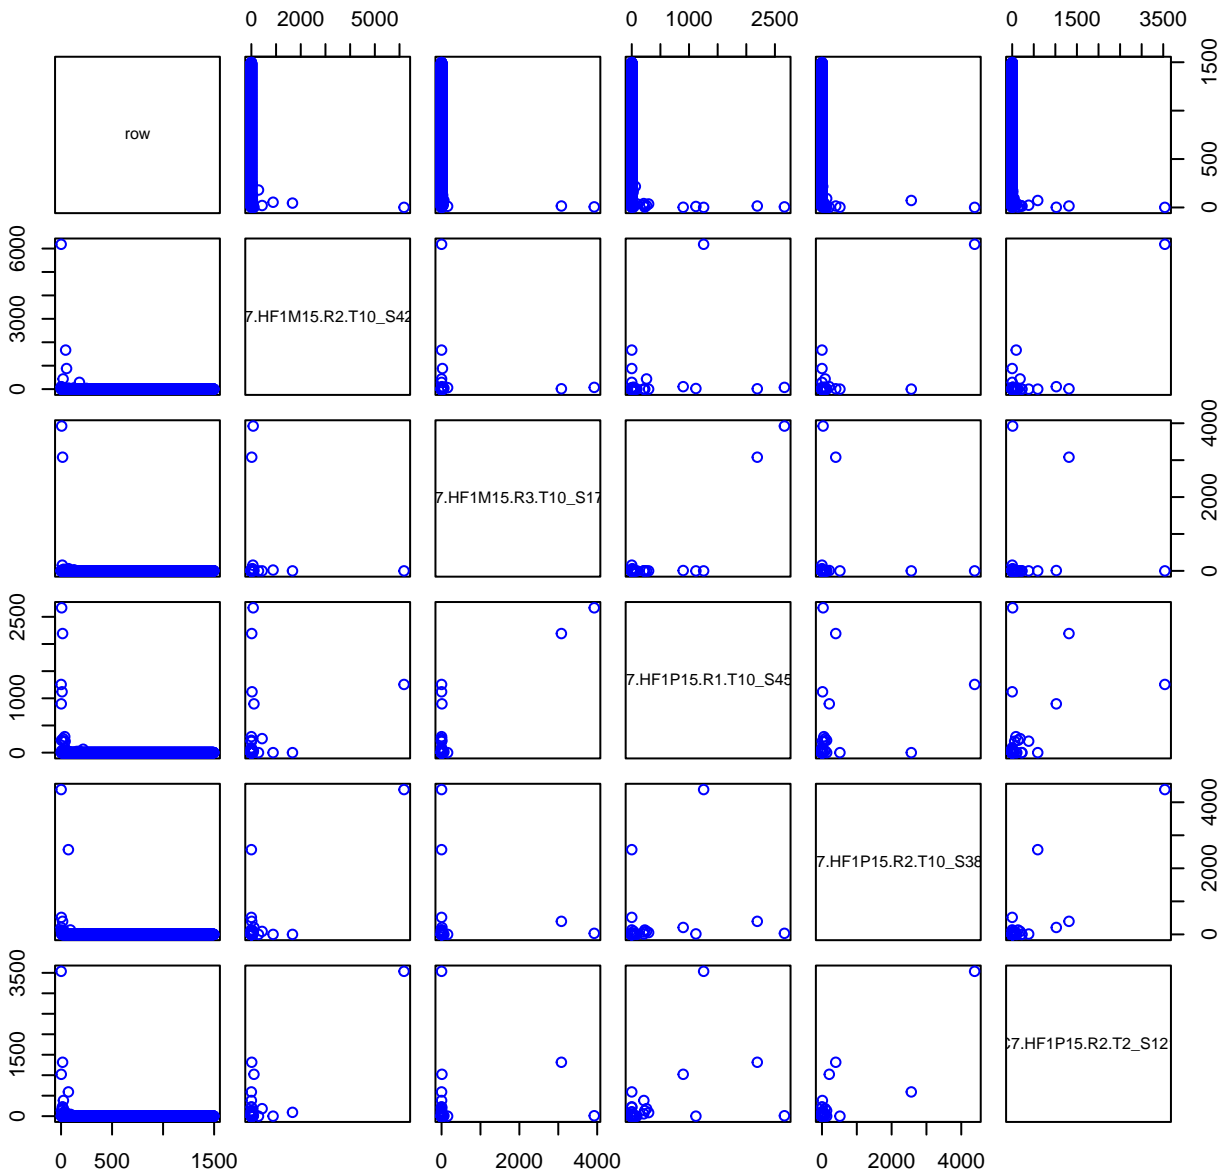 0 2000 6000
0 1000 2500
0 1500 3500
row
0 500 1500
0 3000 6000
7.HF1M15.R2.T10_S42
7.HF1M15.R3.T10_S17
0 2000 4000
0 1000 2500
7.HF1P15.R1.T10_S45
7.HF1P15.R2.T10_S38
0 2000 4000
0 1500 3500
C7.HF1P15.R2.T2_S12
0 500 1500
0 2000 4000
0 2000 4000